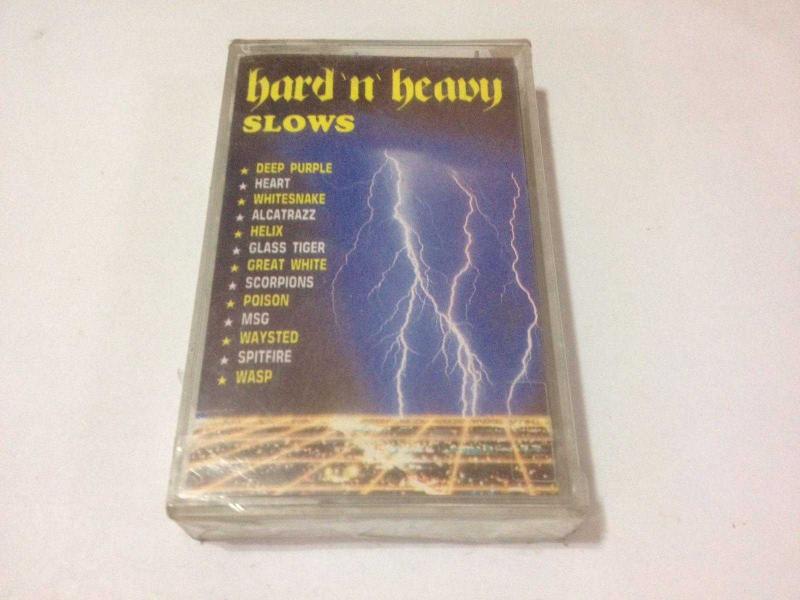 hard 'n' heavy
SLOWS
DEEP PURPLE
HEART
WHITESNAKE
ALCATRAZZ
HELIX
GLASS TIGER
GREAT WHITE
SCORPIONS
POISON
MSG
WAYSTED
SPITFIRE
WASP